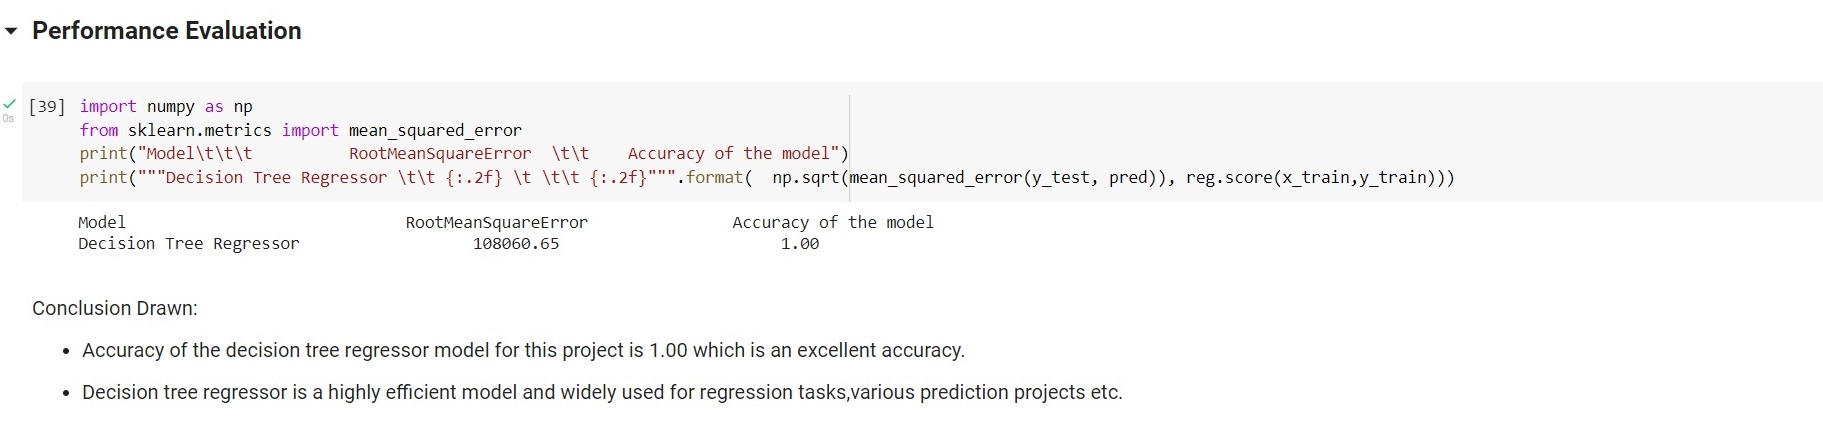 Performance Evaluation
[39] import numpy as np
0s from sklearn.metrics import mean_squared_error
print("Model\t\t\t          RootMeanSquareError  \t\t    Accuracy of the model")
print("""Decision Tree Regressor \t\t {:.2f} \t \t\t {:.2f}""".format(  np.sqrt(mean_squared_error(y_test, pred)), reg.score(x_train,y_train)))
Model RootMeanSquareError Accuracy of the model
Decision Tree Regressor 108060.65 1.00
Conclusion Drawn:
• Accuracy of the decision tree regressor model for this project is 1.00 which is an excellent accuracy.
• Decision tree regressor is a highly efficient model and widely used for regression tasks,various prediction projects etc.